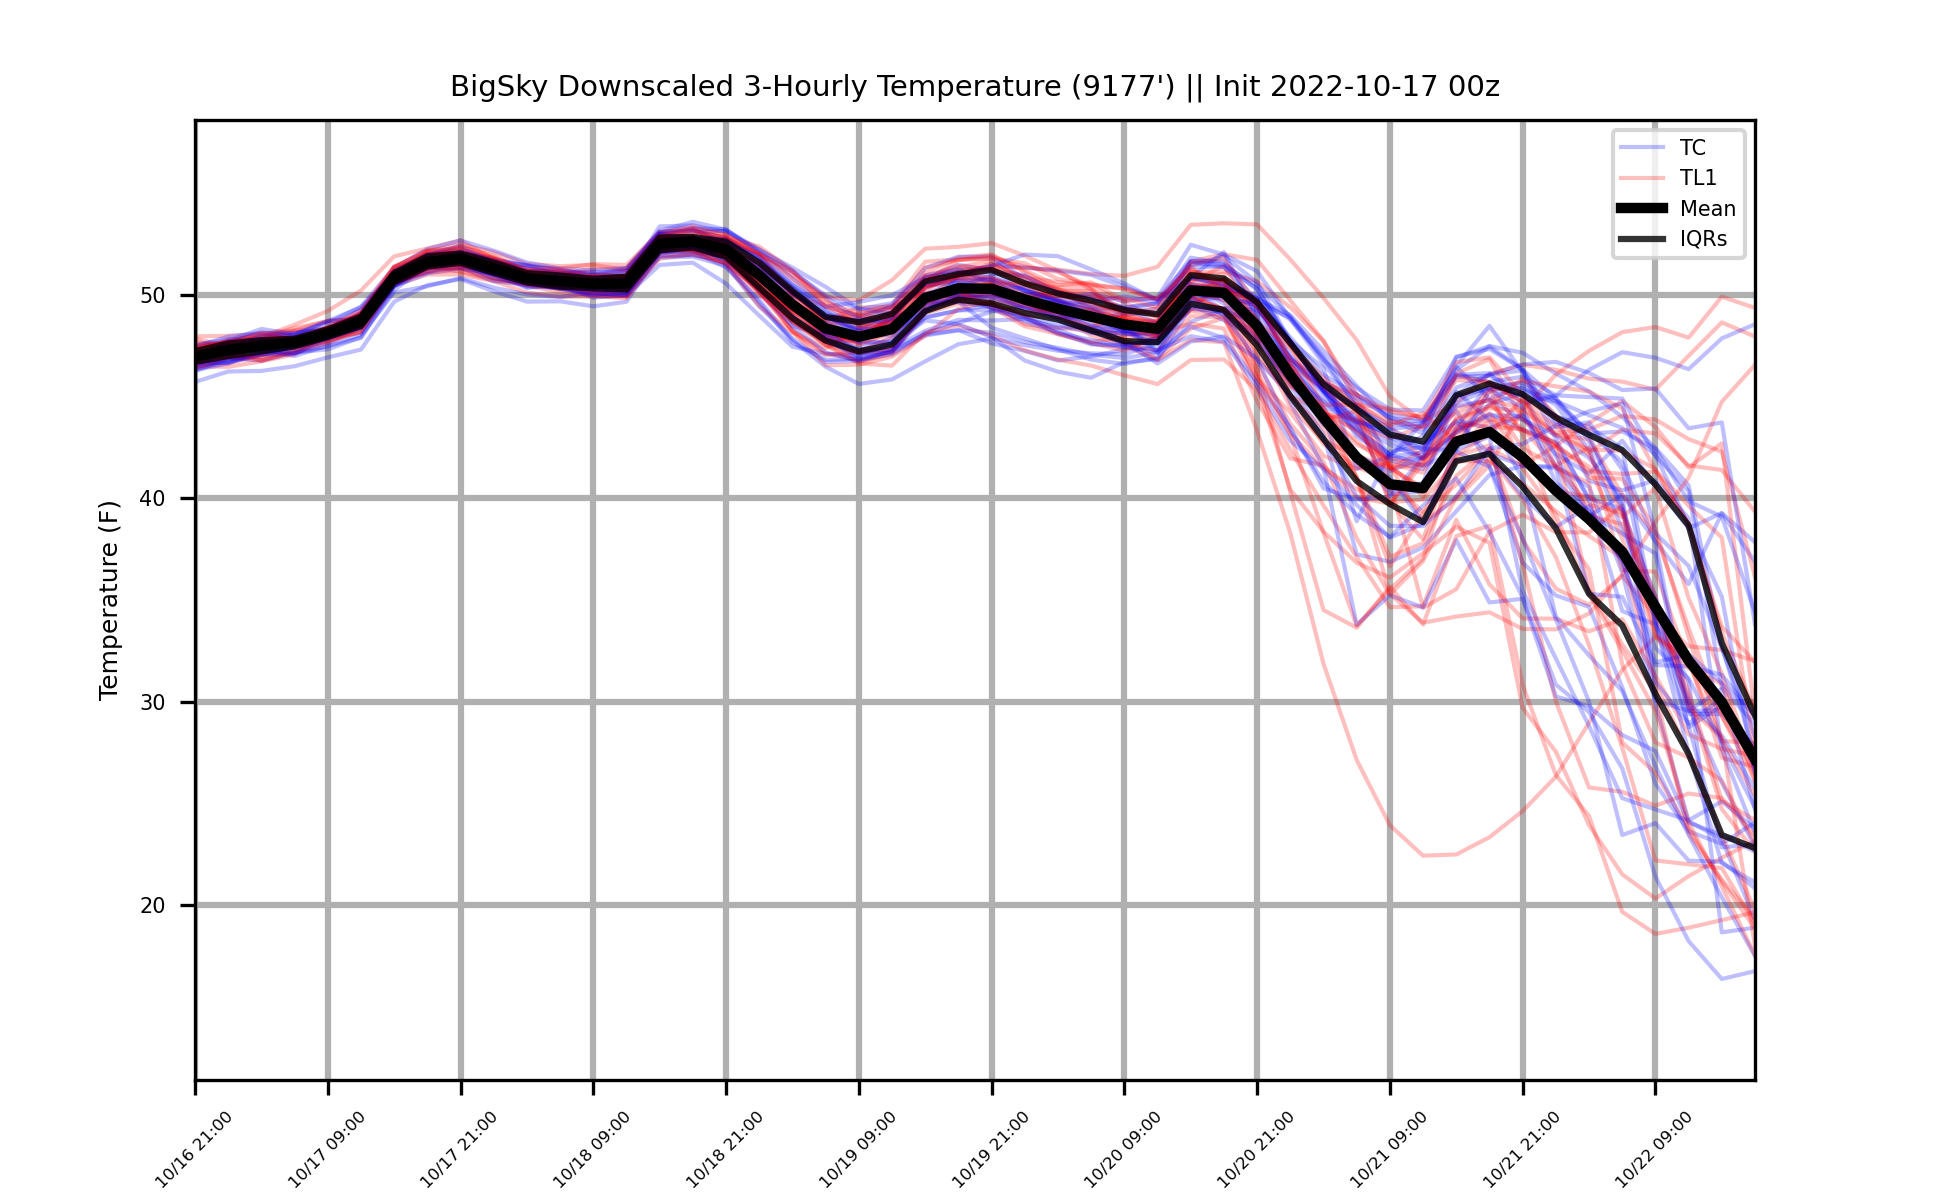 BigSky Downscaled 3-Hourly Temperature (9177') || Init 2022-10-17 00z
TC
TL1
Mean
IQRs
Temperature (F)
50
40
30
20
10/16 21:00
10/17 09:00
10/17 21:00
10/18 09:00
10/18 21:00
10/19 09:00
10/19 21:00
10/20 09:00
10/20 21:00
10/21 09:00
10/21 21:00
10/22 09:00